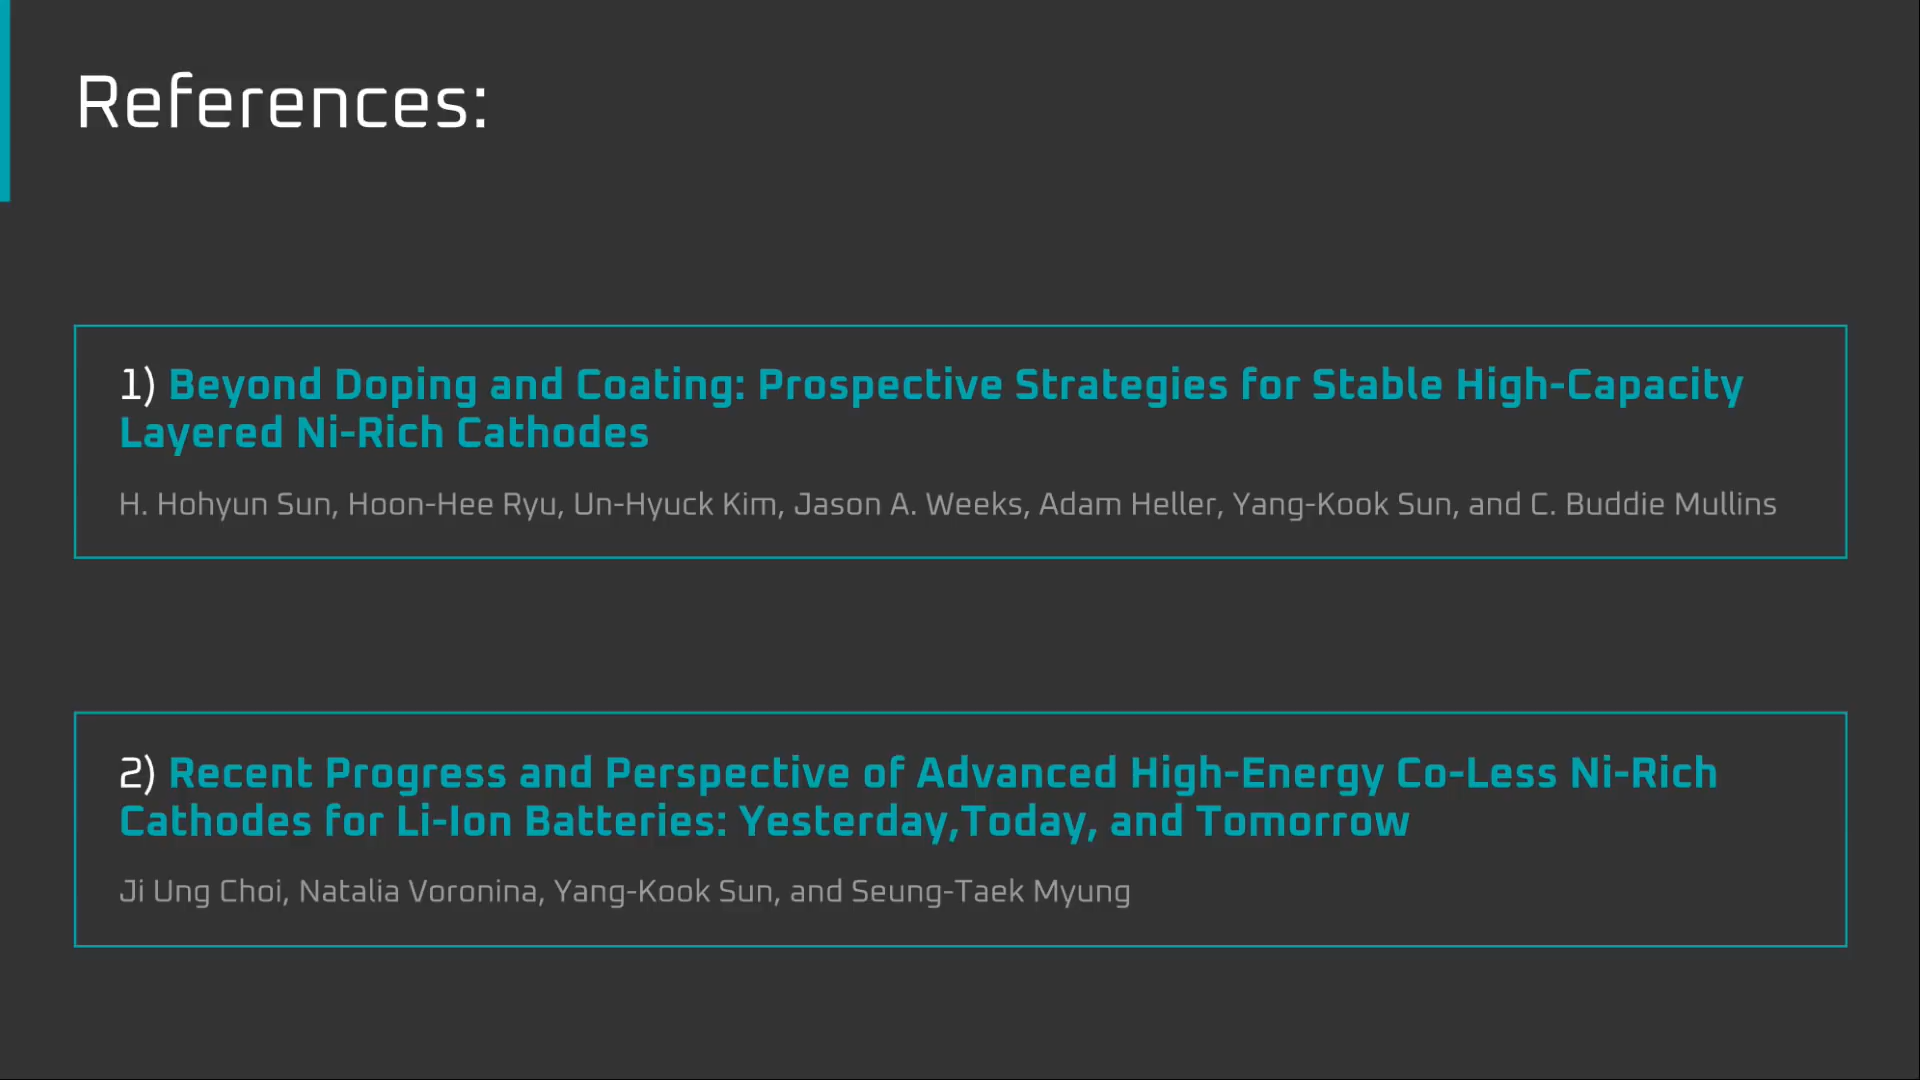 References:
1) Beyond Doping and Coating: Prospective Strategies for Stable High-Capacity
Layered Ni-Rich Cathodes
H. Hohyun Sun, Hoon-Hee Ryu, Un-Hyuck Kim, Jason A. Weeks, Adam Heller, Yang-Kook Sun, and C. Buddie Mullins
2) Recent Progress and Perspective of Advanced High-Energy Co-Less Ni-Rich
Cathodes for Li-Ion Batteries: Yesterday,Today, and Tomorrow
Ji Ung Choi, Natalia Voronina, Yang-Kook Sun, and Seung-Taek Myung